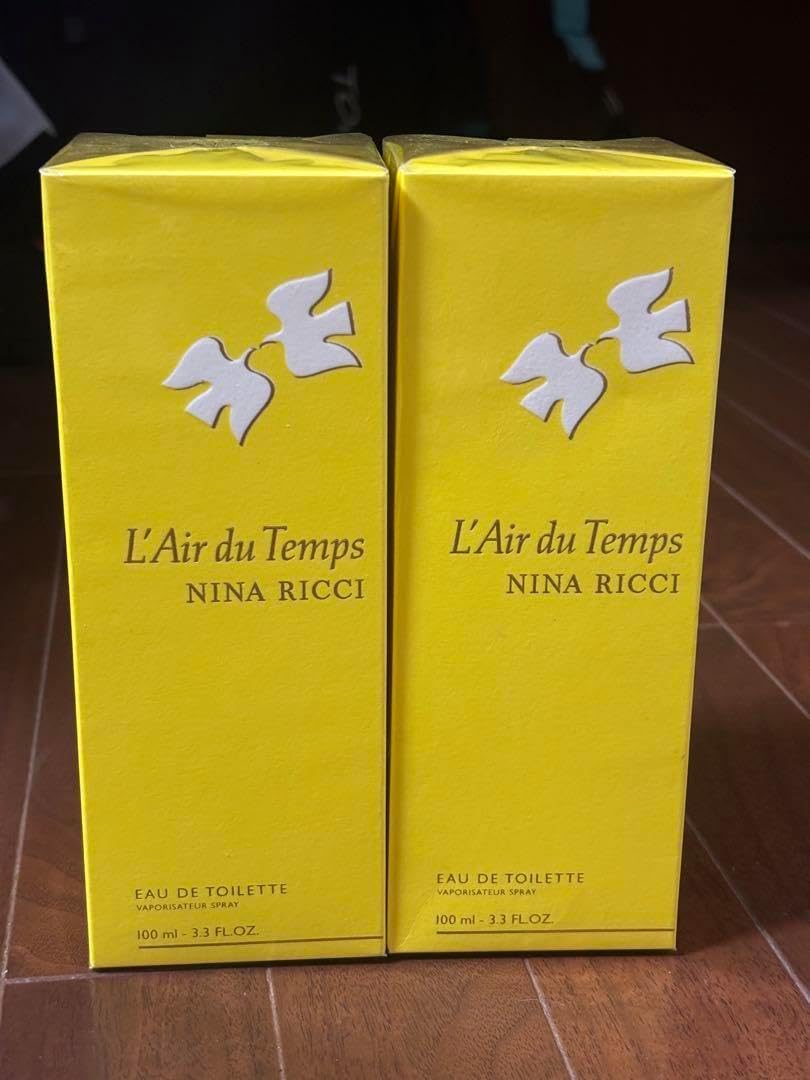 L'Air du Temps
NINA RICCI
EAU DE TOILETTE
VAPORISATEUR SPRAY
100 ml - 3.3 FL.OZ.
L'Air du Temps
NINA RICCI
EAU DE TOILETTE
VAPORISATEUR SPRAY
100 ml - 3.3 FL.OZ.